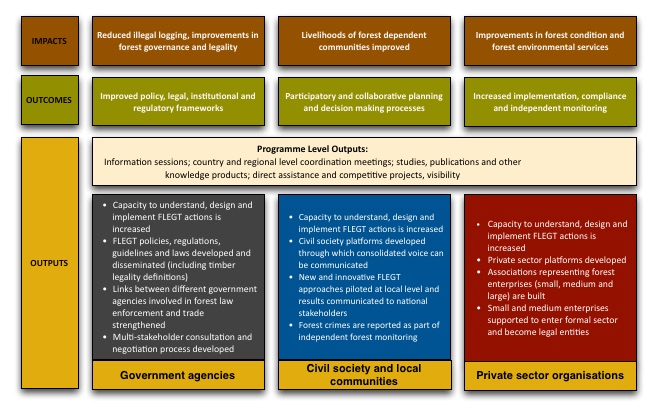 IMPACTS
Reduced illegal logging, improvements in
forest governance and legality
Livelihoods of forest dependent
communities improved
Improvements in forest condition and
forest environmental services
OUTCOMES
Improved policy, legal, institutional and
regulatory frameworks
Participatory and collaborative planning
and decision making processes
Increased implementation, compliance
and independent monitoring
OUTPUTS
Programme Level Outputs:
Information sessions; country and regional level coordination meetings; studies, publications and other
knowledge products; direct assistance and competitive projects, visibility
• Capacity to understand, design and
implement FLEGT actions is
increased
• FLEGT policies, regulations,
guidelines and laws developed and
disseminated (including timber
legality definitions)
• Links between different government
agencies involved in forest law
enforcement and trade
strengthened
• Multi-stakeholder consultation and
negotiation process developed
Government agencies
• Capacity to understand, design and
implement FLEGT actions is increased
• Civil society platforms developed
through which consolidated voice can
be communicated
• New and innovative FLEGT
approaches piloted at local level and
results communicated to national
stakeholders
• Forest crimes are reported as part of
independent forest monitoring
Civil society and local
communities
• Capacity to understand, design and
implement FLEGT actions is
increased
• Private sector platforms developed
• Associations representing forest
enterprises (small, medium and
large) are built
• Small and medium enterprises
supported to enter formal sector
and become legal entities
Private sector organisations